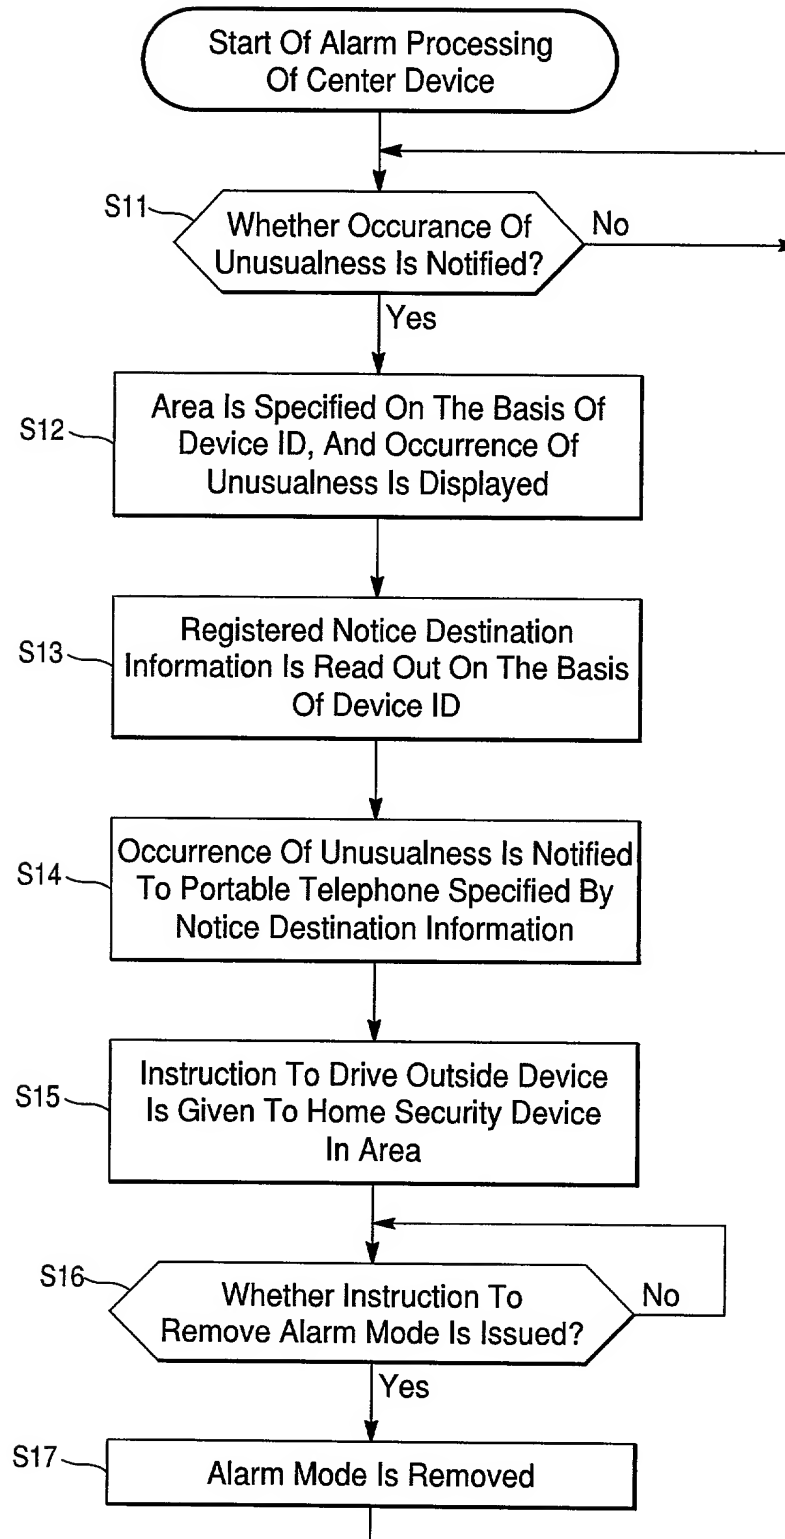 Start Of Alarm Processing
Of Center Device
S11
Whether Occurance Of
Unusualness Is Notified?
No
Yes
S12
Area Is Specified On The Basis Of
Device ID, And Occurrence Of
Unusualness Is Displayed
S13
Registered Notice Destination
Information Is Read Out On The Basis
Of Device ID
S14
Occurrence Of Unusualness Is Notified
To Portable Telephone Specified By
Notice Destination Information
S15
Instruction To Drive Outside Device
Is Given To Home Security Device
In Area
S16
Whether Instruction To
Remove Alarm Mode Is Issued?
No
Yes
S17
Alarm Mode Is Removed